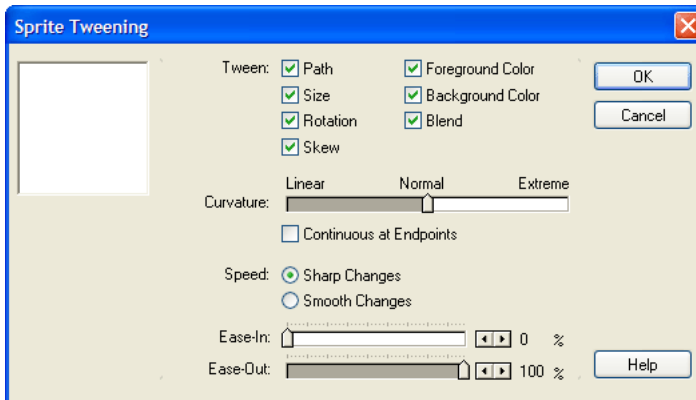 Sprite Tweening
Tween: Path Foreground Color OK
Size Background Color
Rotation Blend Cancel
Skew
Linear Normal Extreme
Curvature:
Continuous at Endpoints
Speed: Sharp Changes
Smooth Changes
Ease-In: 0 %
Ease-Out: 100 % Help